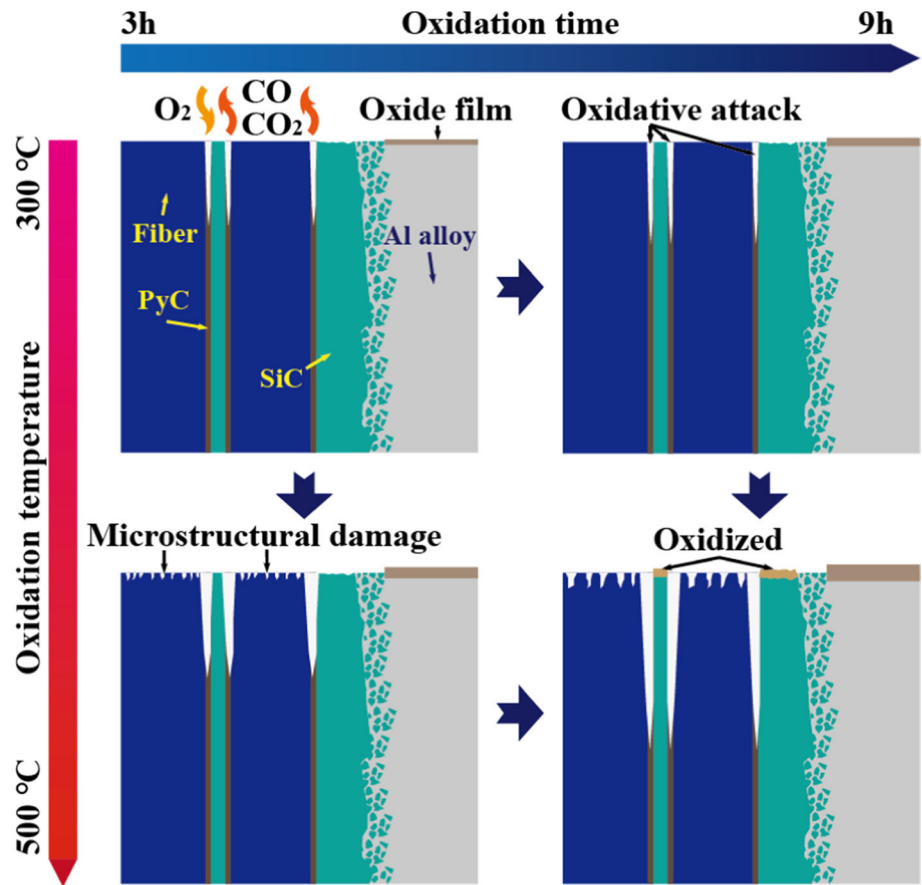 Oxidation time
3h
9h
O₂
CO
CO₂
Oxide film
Oxidative attack
300 °C
Fiber
Al alloy
PyC
SiC
Oxidation temperature
Microstructural damage
Oxidized
500 °C